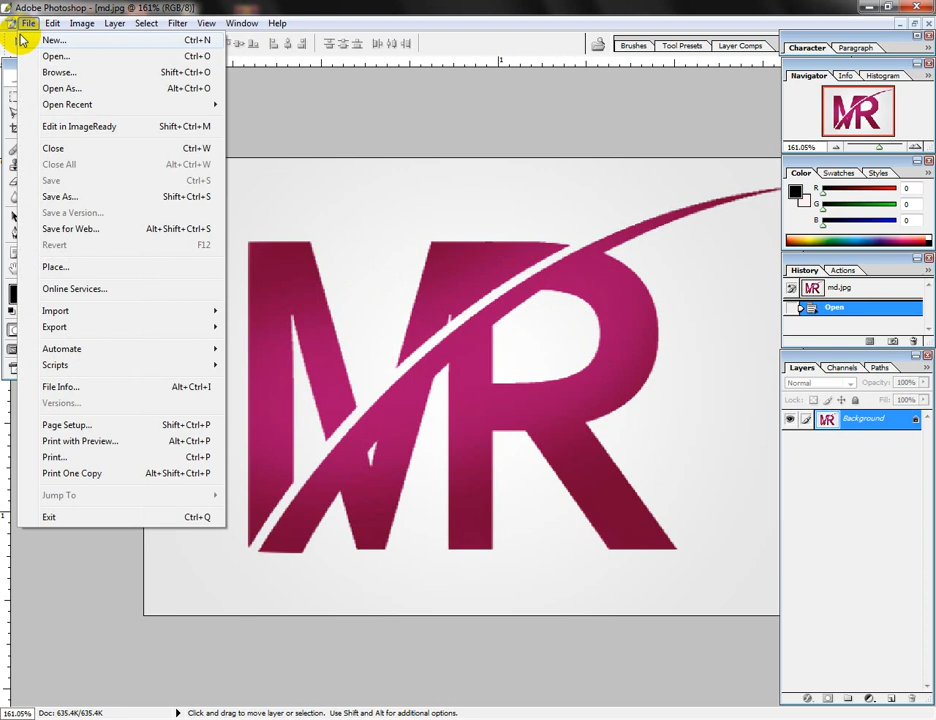 Adobe Photoshop - [md.jpg @ 161% (RGB/8)]
File Edit Image Layer Select Filter View Window Help
New... Ctrl+N
Open... Ctrl+O
Browse... Shift+Ctrl+O
Open As... Alt+Ctrl+O
Open Recent
Edit in ImageReady Shift+Ctrl+M
Close Ctrl+W
Close All Alt+Ctrl+W
Save Ctrl+S
Save As... Shift+Ctrl+S
Save a Version...
Save for Web... Alt+Shift+Ctrl+S
Revert F12
Place...
Online Services...
Import
Export
Automate
Scripts
File Info... Alt+Ctrl+I
Versions...
Page Setup... Shift+Ctrl+P
Print with Preview... Alt+Ctrl+P
Print... Ctrl+P
Print One Copy Alt+Shift+Ctrl+P
Jump To
Exit Ctrl+Q
Brushes Tool Presets Layer Comps
1
1
MR
Character Paragraph
Navigator Info Histogram
MR
161.05%
Color Swatches Styles
R 0
G 0
B 0
History Actions
MR md.jpg
Open
Layers Channels Paths
Normal Opacity: 100%
Lock: Fill: 100%
MR Background
161.05% Doc: 635.4K/635.4K Click and drag to move layer or selection. Use Shift and Alt for additional options.